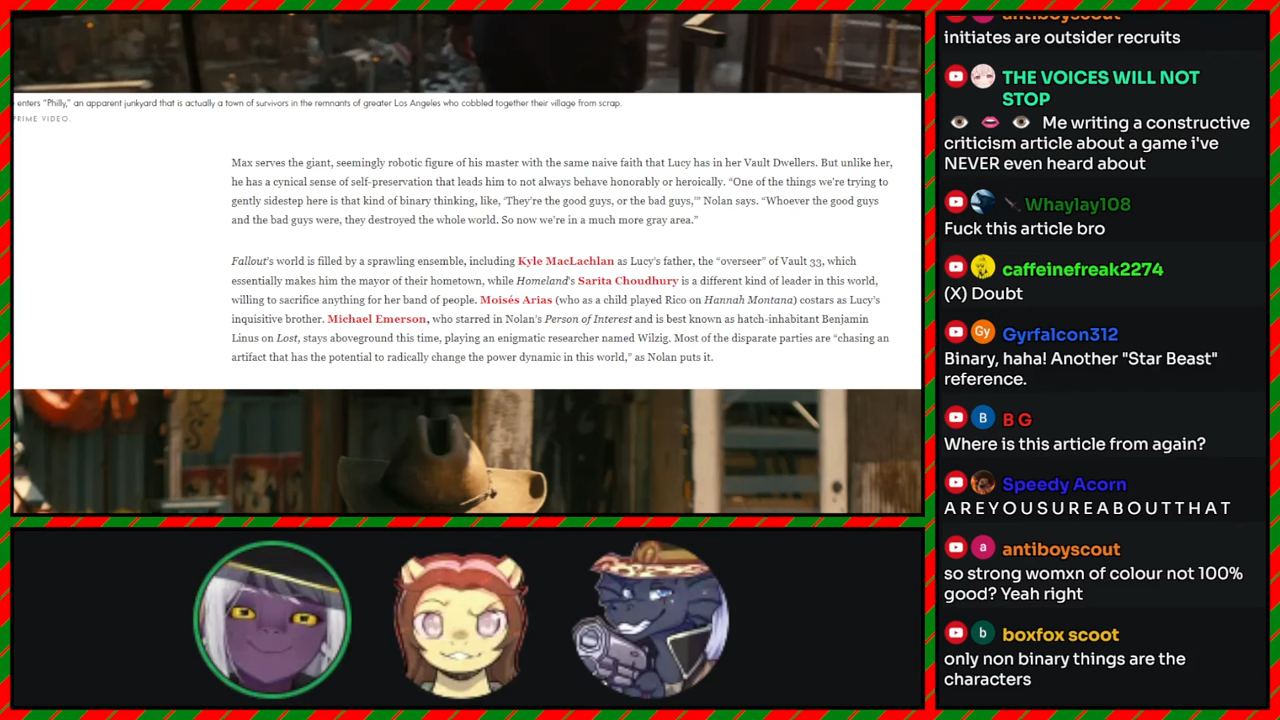 enters “Philly,” an apparent junkyard that is actually a town of survivors in the remnants of greater Los Angeles who cobbled together their village from scrap.
PRIME VIDEO.
Max serves the giant, seemingly robotic figure of his master with the same naive faith that Lucy has in her Vault Dwellers. But unlike her,
he has a cynical sense of self-preservation that leads him to not always behave honorably or heroically. “One of the things we’re trying to
gently sidestep here is that kind of binary thinking, like, ‘They’re the good guys, or the bad guys,’” Nolan says. “Whoever the good guys
and the bad guys were, they destroyed the whole world. So now we’re in a much more gray area.”
Fallout’s world is filled by a sprawling ensemble, including Kyle MacLachlan as Lucy’s father, the “overseer” of Vault 33, which
essentially makes him the mayor of their hometown, while Homeland’s Sarita Choudhury is a different kind of leader in this world,
willing to sacrifice anything for her band of people. Moisés Arias (who as a child played Rico on Hannah Montana) costars as Lucy’s
inquisitive brother. Michael Emerson, who starred in Nolan’s Person of Interest and is best known as hatch-inhabitant Benjamin
Linus on Lost, stays aboveground this time, playing an enigmatic researcher named Wilzig. Most of the disparate parties are “chasing an
artifact that has the potential to radically change the power dynamic in this world,” as Nolan puts it.
antiboyscout
initiates are outsider recruits
THE VOICES WILL NOT
STOP
Me writing a constructive
criticism article about a game i've
NEVER even heard about
Whaylay108
Fuck this article bro
caffeinefreak2274
(X) Doubt
Gy Gyrfalcon312
Binary, haha! Another "Star Beast"
reference.
B B G
Where is this article from again?
Speedy Acorn
A R E Y O U S U R E A B O U T T H A T
a antiboyscout
so strong womxn of colour not 100%
good? Yeah right
b boxfox scoot
only non binary things are the
characters